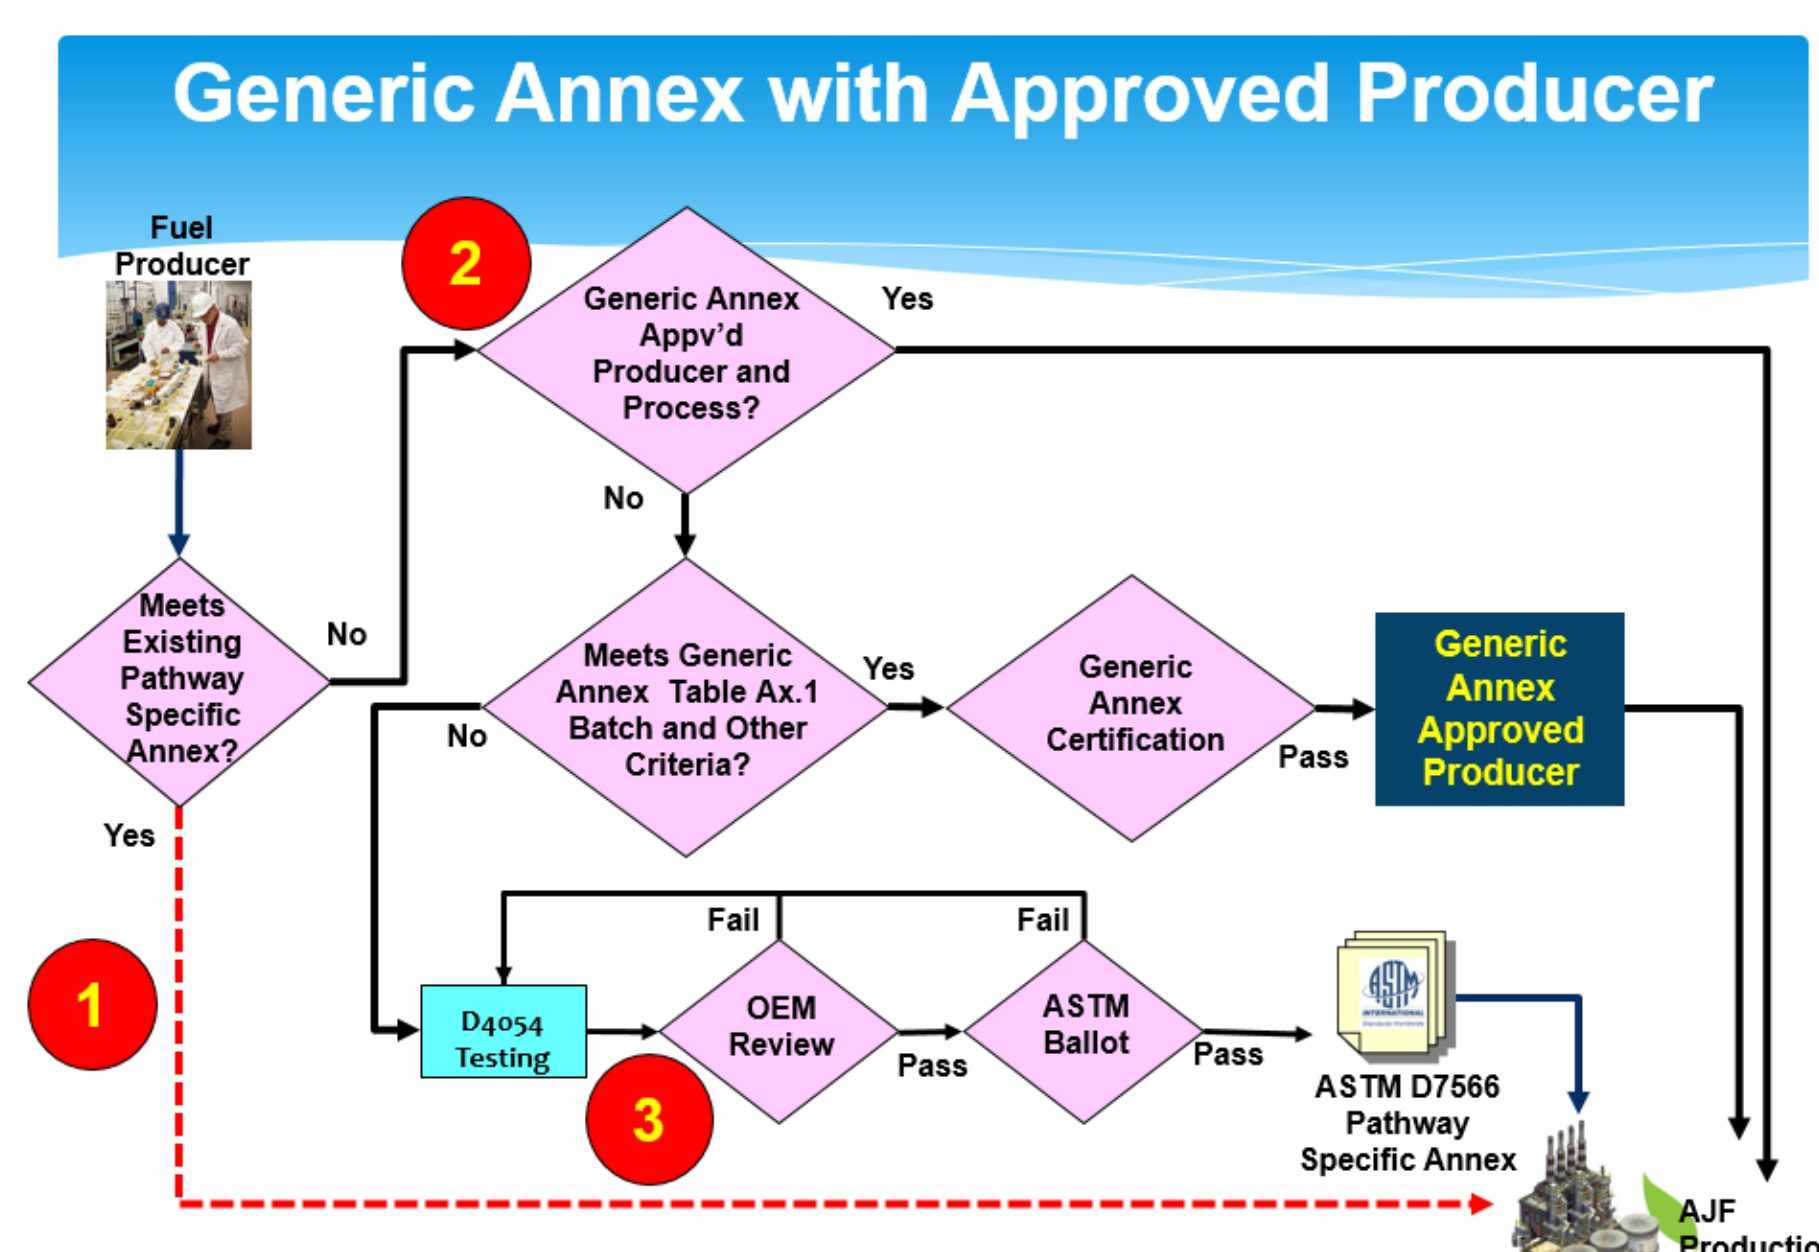 Generic Annex with Approved Producer
Fuel
Producer
2
Generic Annex
Appv’d
Producer and
Process?
Yes
No
Meets
Existing
Pathway
Specific
Annex?
No
Yes
Meets Generic
Annex Table Ax.1
Batch and Other
Criteria?
Yes
No
Generic
Annex
Certification
Pass
Generic
Annex
Approved
Producer
1
D4054
Testing
3
Fail
OEM
Review
Pass
Fail
ASTM
Ballot
Pass
ASTM
INTERNATIONAL
ASTM D7566
Pathway
Specific Annex
AJF
Productio